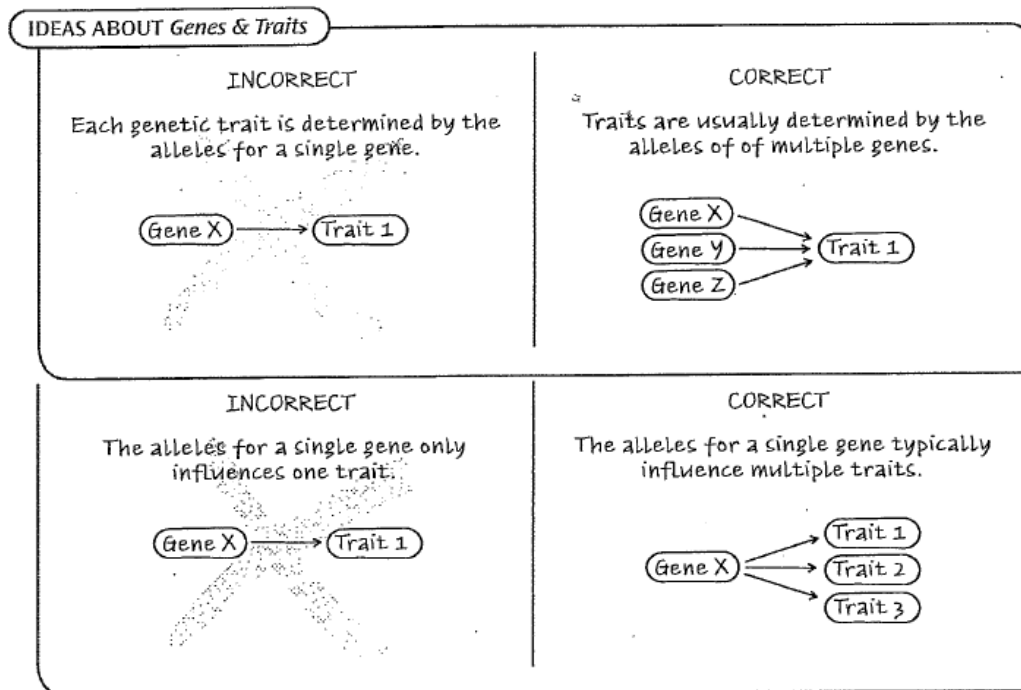 IDEAS ABOUT Genes & Traits
INCORRECT
Each genetic trait is determined by the
alleles for a single gene.
Gene X
Trait 1
CORRECT
Traits are usually determined by the
alleles of of multiple genes.
Gene X
Gene Y
Gene Z
Trait 1
INCORRECT
The alleles for a single gene only
influences one trait.
Gene X
Trait 1
CORRECT
The alleles for a single gene typically
influence multiple traits.
Gene X
Trait 1
Trait 2
Trait 3